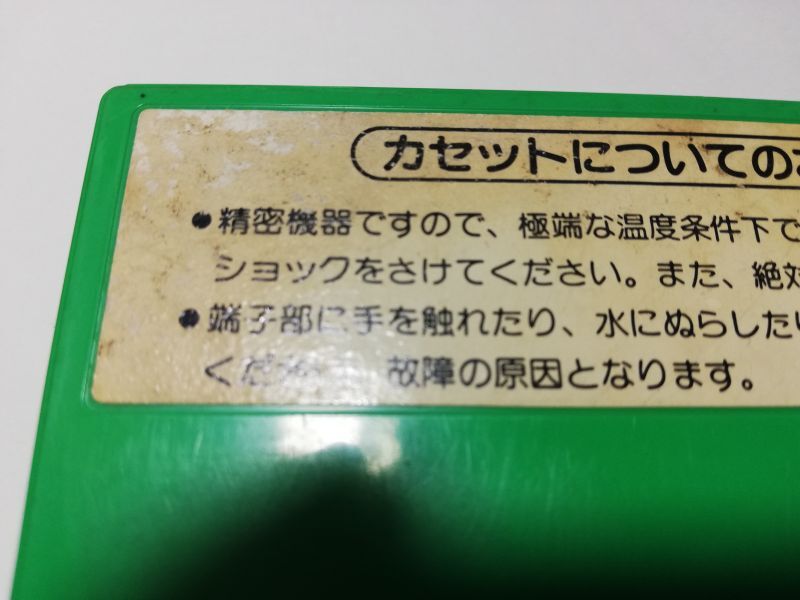 カセットについての
●精密機器ですので、極端な温度条件下で
ショックをさけてください。また、絶対
●端子部に手を触れたり、水にぬらしたり
くだ 故障の原因となります。